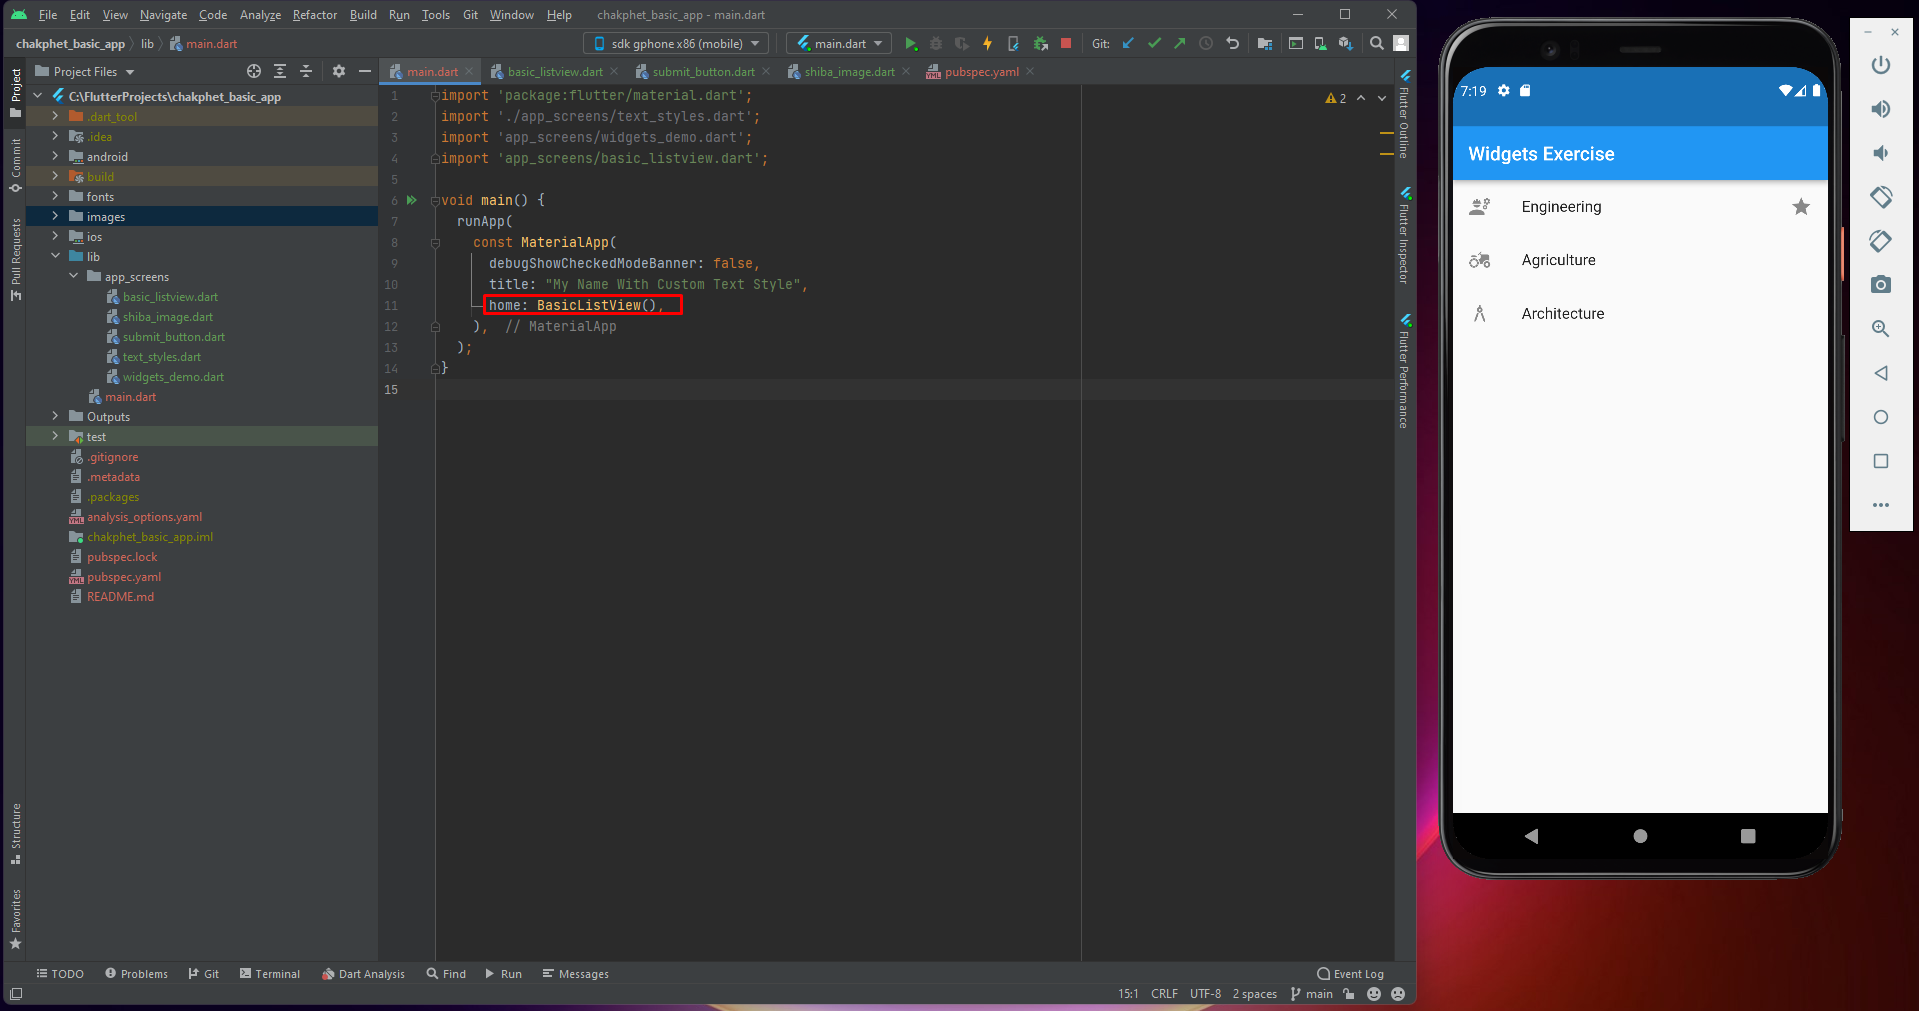 File Edit View Navigate Code Analyze Refactor Build Run Tools Git Window Help chakphet_basic_app - main.dart
chakphet_basic_app lib main.dart sdk gphone x86 (mobile) main.dart Git:
Project Files
main.dart basic_listview.dart submit_button.dart shiba_image.dart pubspec.yaml
Project
Commit
Pull Requests
Structure
Favorites
C:\FlutterProjects\chakphet_basic_app
.dart_tool
.idea
android
build
fonts
images
ios
lib
app_screens
basic_listview.dart
shiba_image.dart
submit_button.dart
text_styles.dart
widgets_demo.dart
main.dart
Outputs
test
.gitignore
.metadata
.packages
analysis_options.yaml
chakphet_basic_app.iml
pubspec.lock
pubspec.yaml
README.md
1 import 'package:flutter/material.dart';
2 import './app_screens/text_styles.dart';
3 import 'app_screens/widgets_demo.dart';
4 import 'app_screens/basic_listview.dart';
5
6 void main() {
7 runApp(
8 const MaterialApp(
9 debugShowCheckedModeBanner: false,
10 title: "My Name With Custom Text Style",
11 home: BasicListView(),
12 ), // MaterialApp
13 );
14 }
15
2
Flutter Outline
Flutter Inspector
Flutter Performance
TODO Problems Git Terminal Dart Analysis Find Run Messages Event Log
15:1 CRLF UTF-8 2 spaces main
7:19
Widgets Exercise
Engineering
Agriculture
Architecture